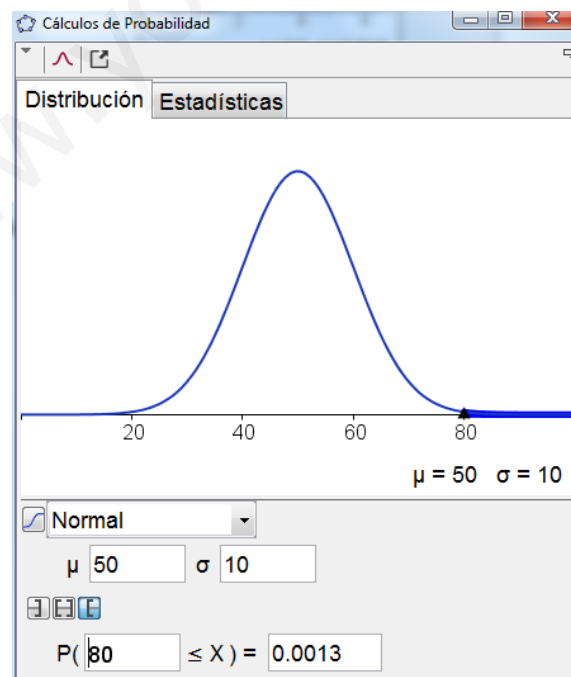 Cálculos de Probabilidad
Distribución Estadísticas
20 40 60 80
μ = 50 σ = 10
Normal
μ 50 σ 10
P( 80 ≤ X ) = 0.0013